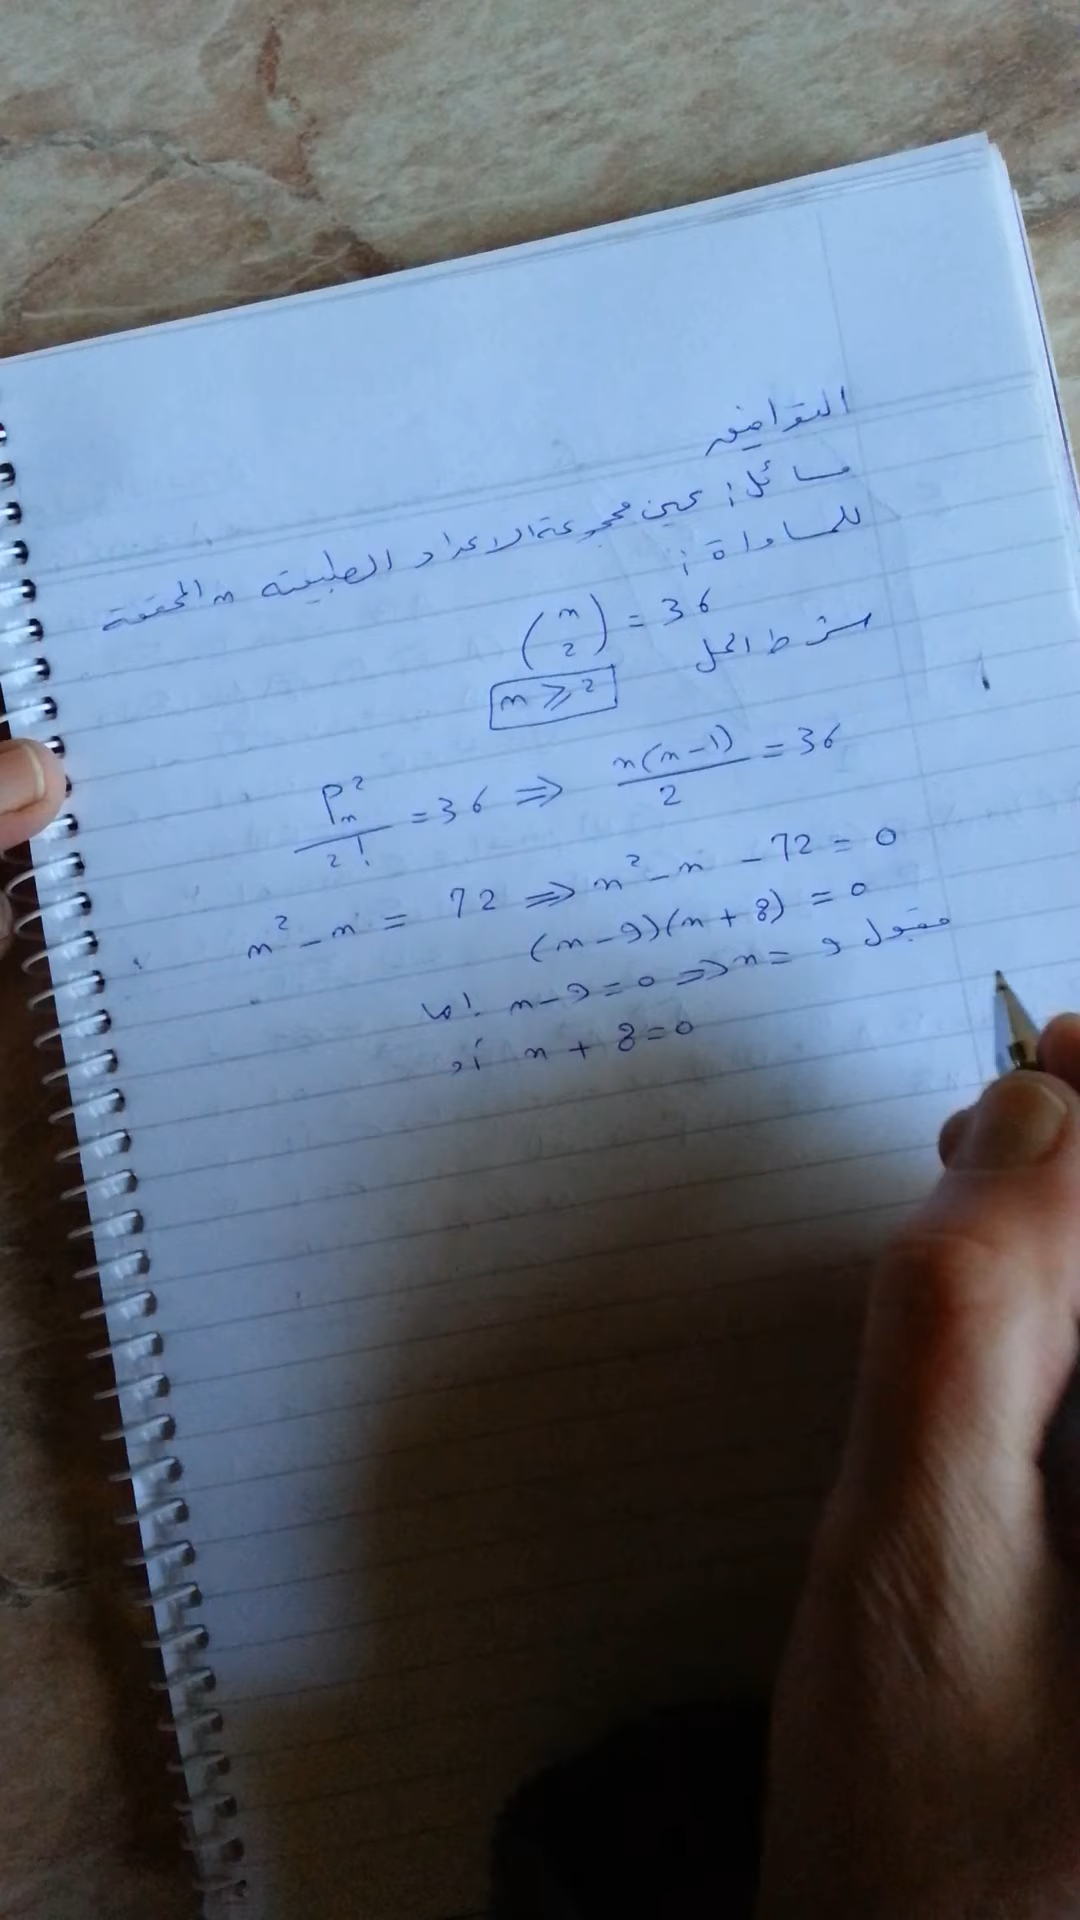 التوافيق
مسائل: عين مجموعة الاعداد الطبيعية n المحققة
للمساواة:
(n 2) = 36
شرط الحل n ⩾ 2
P²ₙ / 2! = 36 ⇒ n(n-1) / 2 = 36
n² - n = 72 ⇒ n² - n - 72 = 0
(n - 9)(n + 8) = 0
إما n - 9 = 0 ⇒ n = 9 مقبول
أو n + 8 = 0